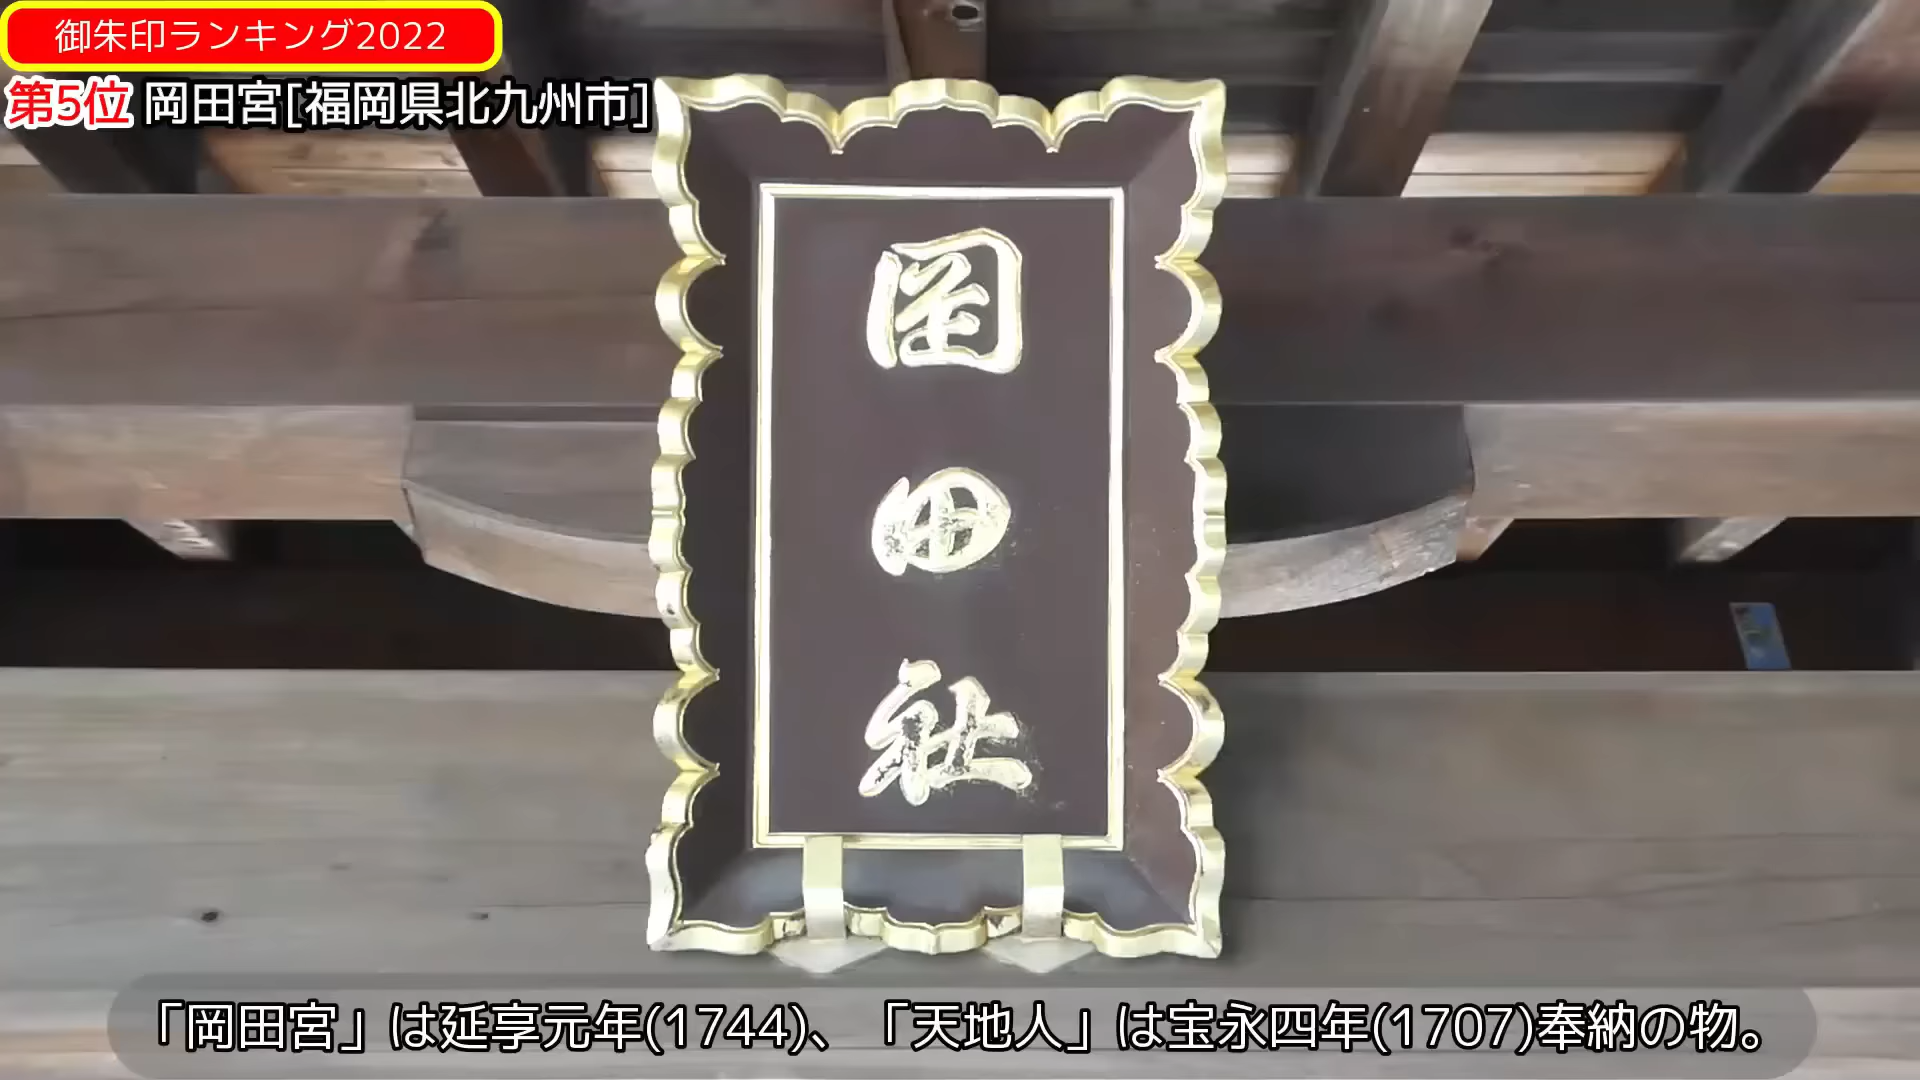 御朱印ランキング2022
第5位 岡田宮[福岡県北九州市]
岡
田
社
「岡田宮」は延享元年(1744)、「天地人」は宝永四年(1707)奉納の物。